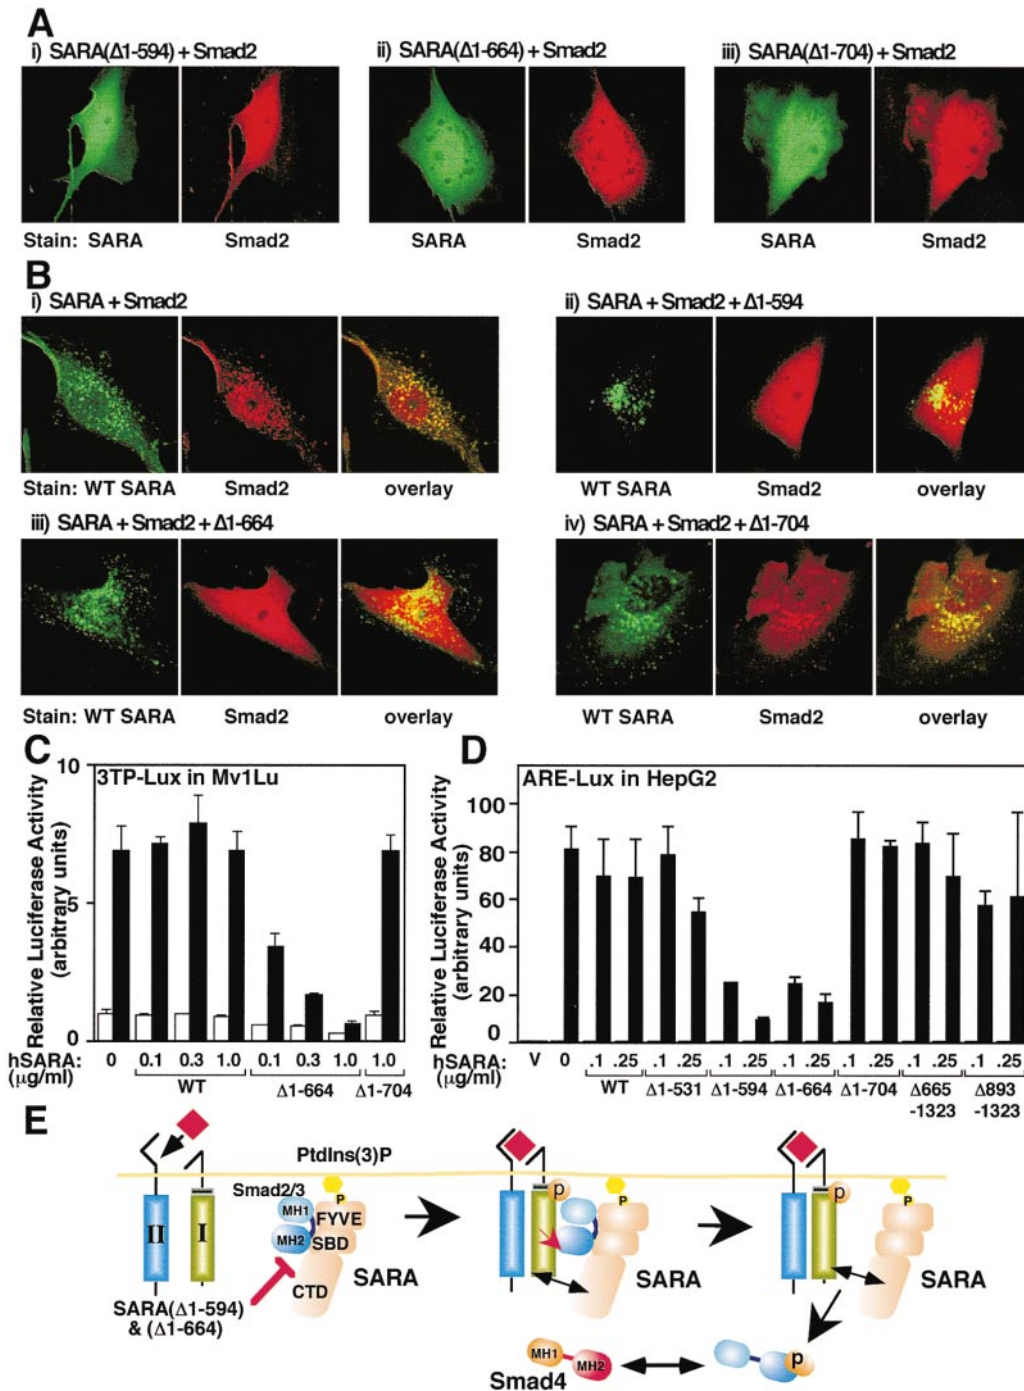 A
i) SARA(Δ1-594) + Smad2
ii) SARA(Δ1-664) + Smad2
iii) SARA(Δ1-704) + Smad2
Stain: SARA
Smad2
SARA
Smad2
SARA
Smad2
B
i) SARA + Smad2
ii) SARA + Smad2 + Δ1-594
Stain: WT SARA
Smad2
overlay
WT SARA
Smad2
overlay
iii) SARA + Smad2 + Δ1-664
iv) SARA + Smad2 + Δ1-704
Stain: WT SARA
Smad2
overlay
WT SARA
Smad2
overlay
C
3TP-Lux in Mv1Lu
Relative Luciferase Activity
(arbitrary units)
10
5
0
hSARA: 0 0.1 0.3 1.0 0.1 0.3 1.0 1.0
(μg/ml)
WT
Δ1-664
Δ1-704
D
ARE-Lux in HepG2
Relative Luciferase Activity
(arbitrary units)
100
80
60
40
20
0
hSARA: V 0 .1 .25 .1 .25 .1 .25 .1 .25 .1 .25 .1 .25 .1 .25
(μg/ml)
WT Δ1-531 Δ1-594 Δ1-664 Δ1-704 Δ665 Δ893
-1323 -1323
E
PtdIns(3)P
Smad2/3
P
MH1
FYVE
II
I
MH2
SBD
SARA
CTD
SARA(Δ1-594)
& (Δ1-664)
p
P
SARA
p
P
SARA
MH1
MH2
Smad4
p